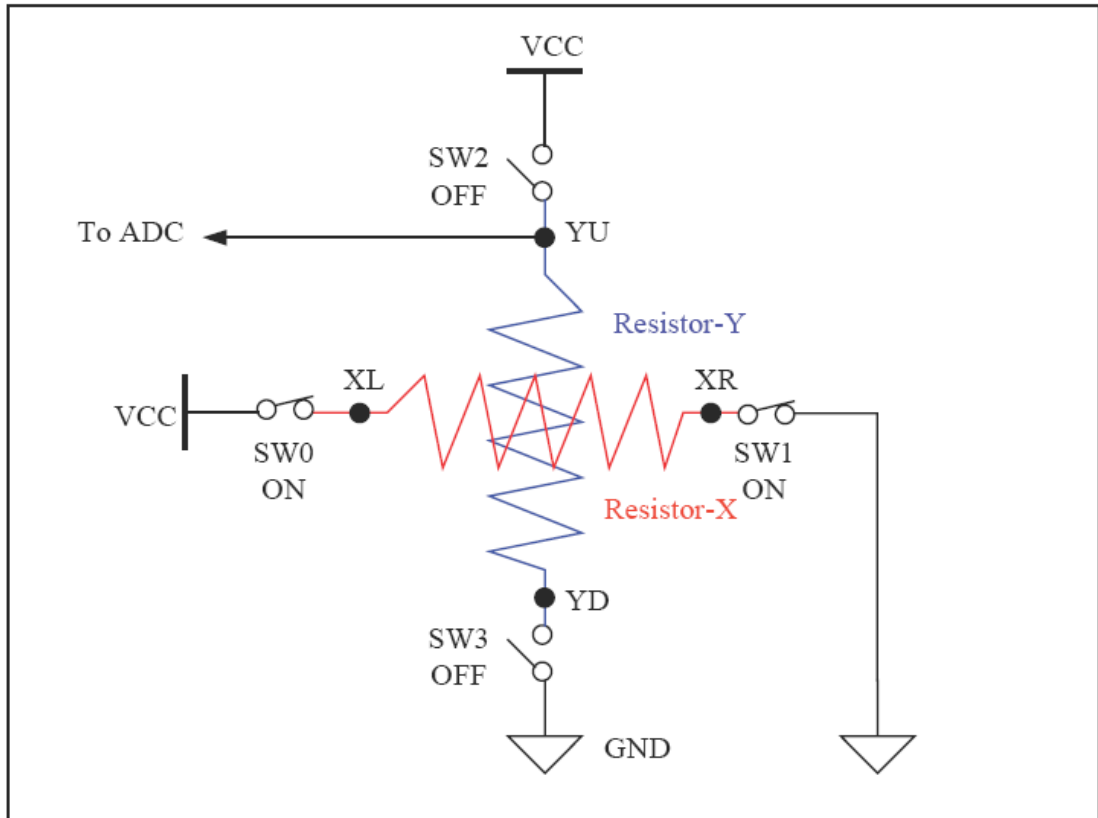 VCC
SW2
OFF
To ADC
YU
Resistor-Y
XL
XR
VCC
SW0
ON
SW1
ON
Resistor-X
YD
SW3
OFF
GND